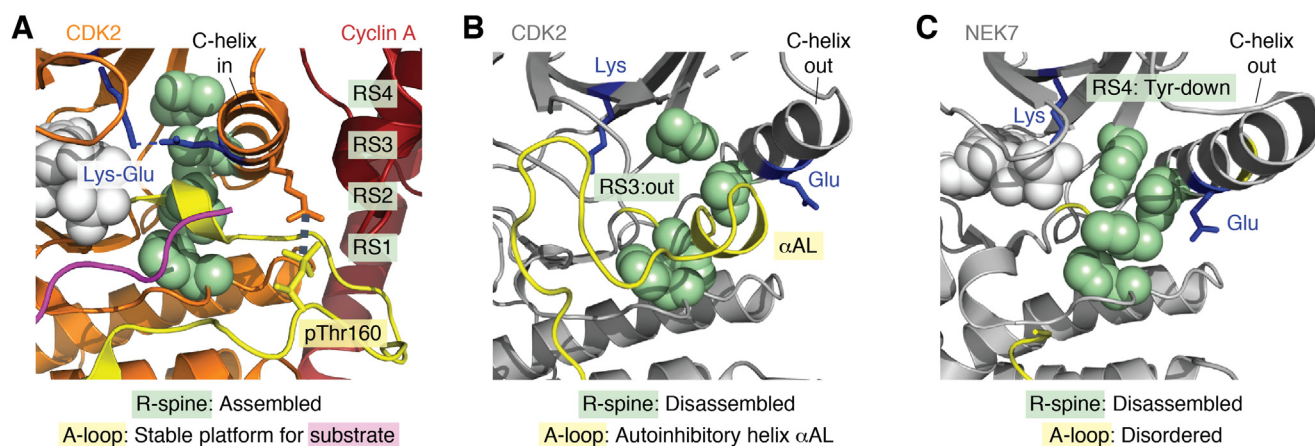 A
CDK2
C-helix
in
Cyclin A
RS4
RS3
RS2
RS1
Lys-Glu
pThr160
R-spine: Assembled
A-loop: Stable platform for substrate
B
CDK2
Lys
C-helix
out
RS3:out
Glu
αAL
R-spine: Disassembled
A-loop: Autoinhibitory helix αAL
C
NEK7
C-helix
out
RS4: Tyr-down
Lys
Glu
R-spine: Disassembled
A-loop: Disordered